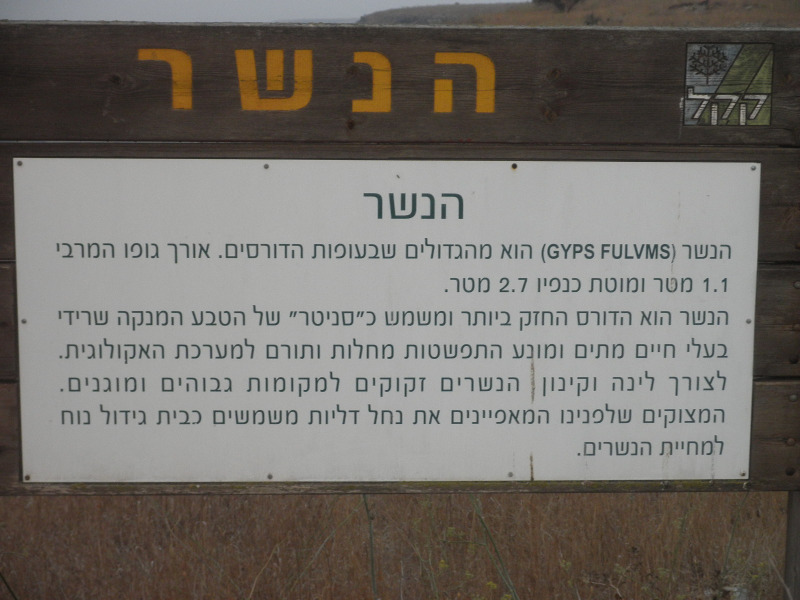 הנשר
קקל
הנשר
הנשר (GYPS FULVMS) הוא מהגדולים שבעופות הדורסים. אורך גופו המרבי
1.1 מטר ומוטת כנפיו 2.7 מטר.
הנשר הוא הדורס החזק ביותר ומשמש כ"סניטר" של הטבע המנקה שרידי
בעלי חיים מתים ומונע התפשטות מחלות ותורם למערכת האקולוגית.
לצורך לינה וקינון הנשרים זקוקים למקומות גבוהים ומוגנים.
המצוקים שלפנינו המאפיינים את נחל דליות משמשים כבית גידול נוח
למחיית הנשרים.